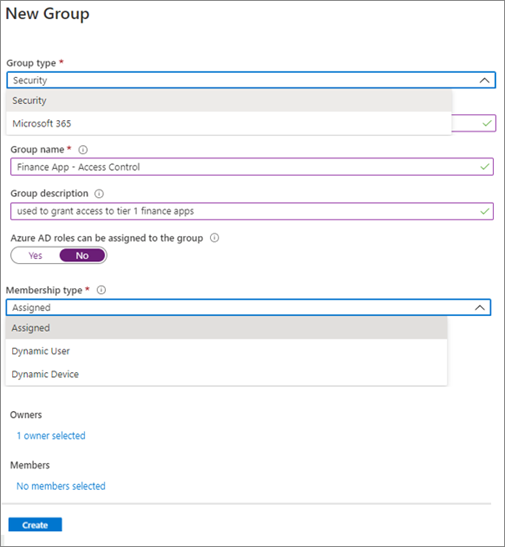 New Group
Group type *
Security
Security
Microsoft 365
Group name *
Finance App - Access Control
Group description
used to grant access to tier 1 finance apps
Azure AD roles can be assigned to the group
Yes No
Membership type *
Assigned
Assigned
Dynamic User
Dynamic Device
Owners
1 owner selected
Members
No members selected
Create